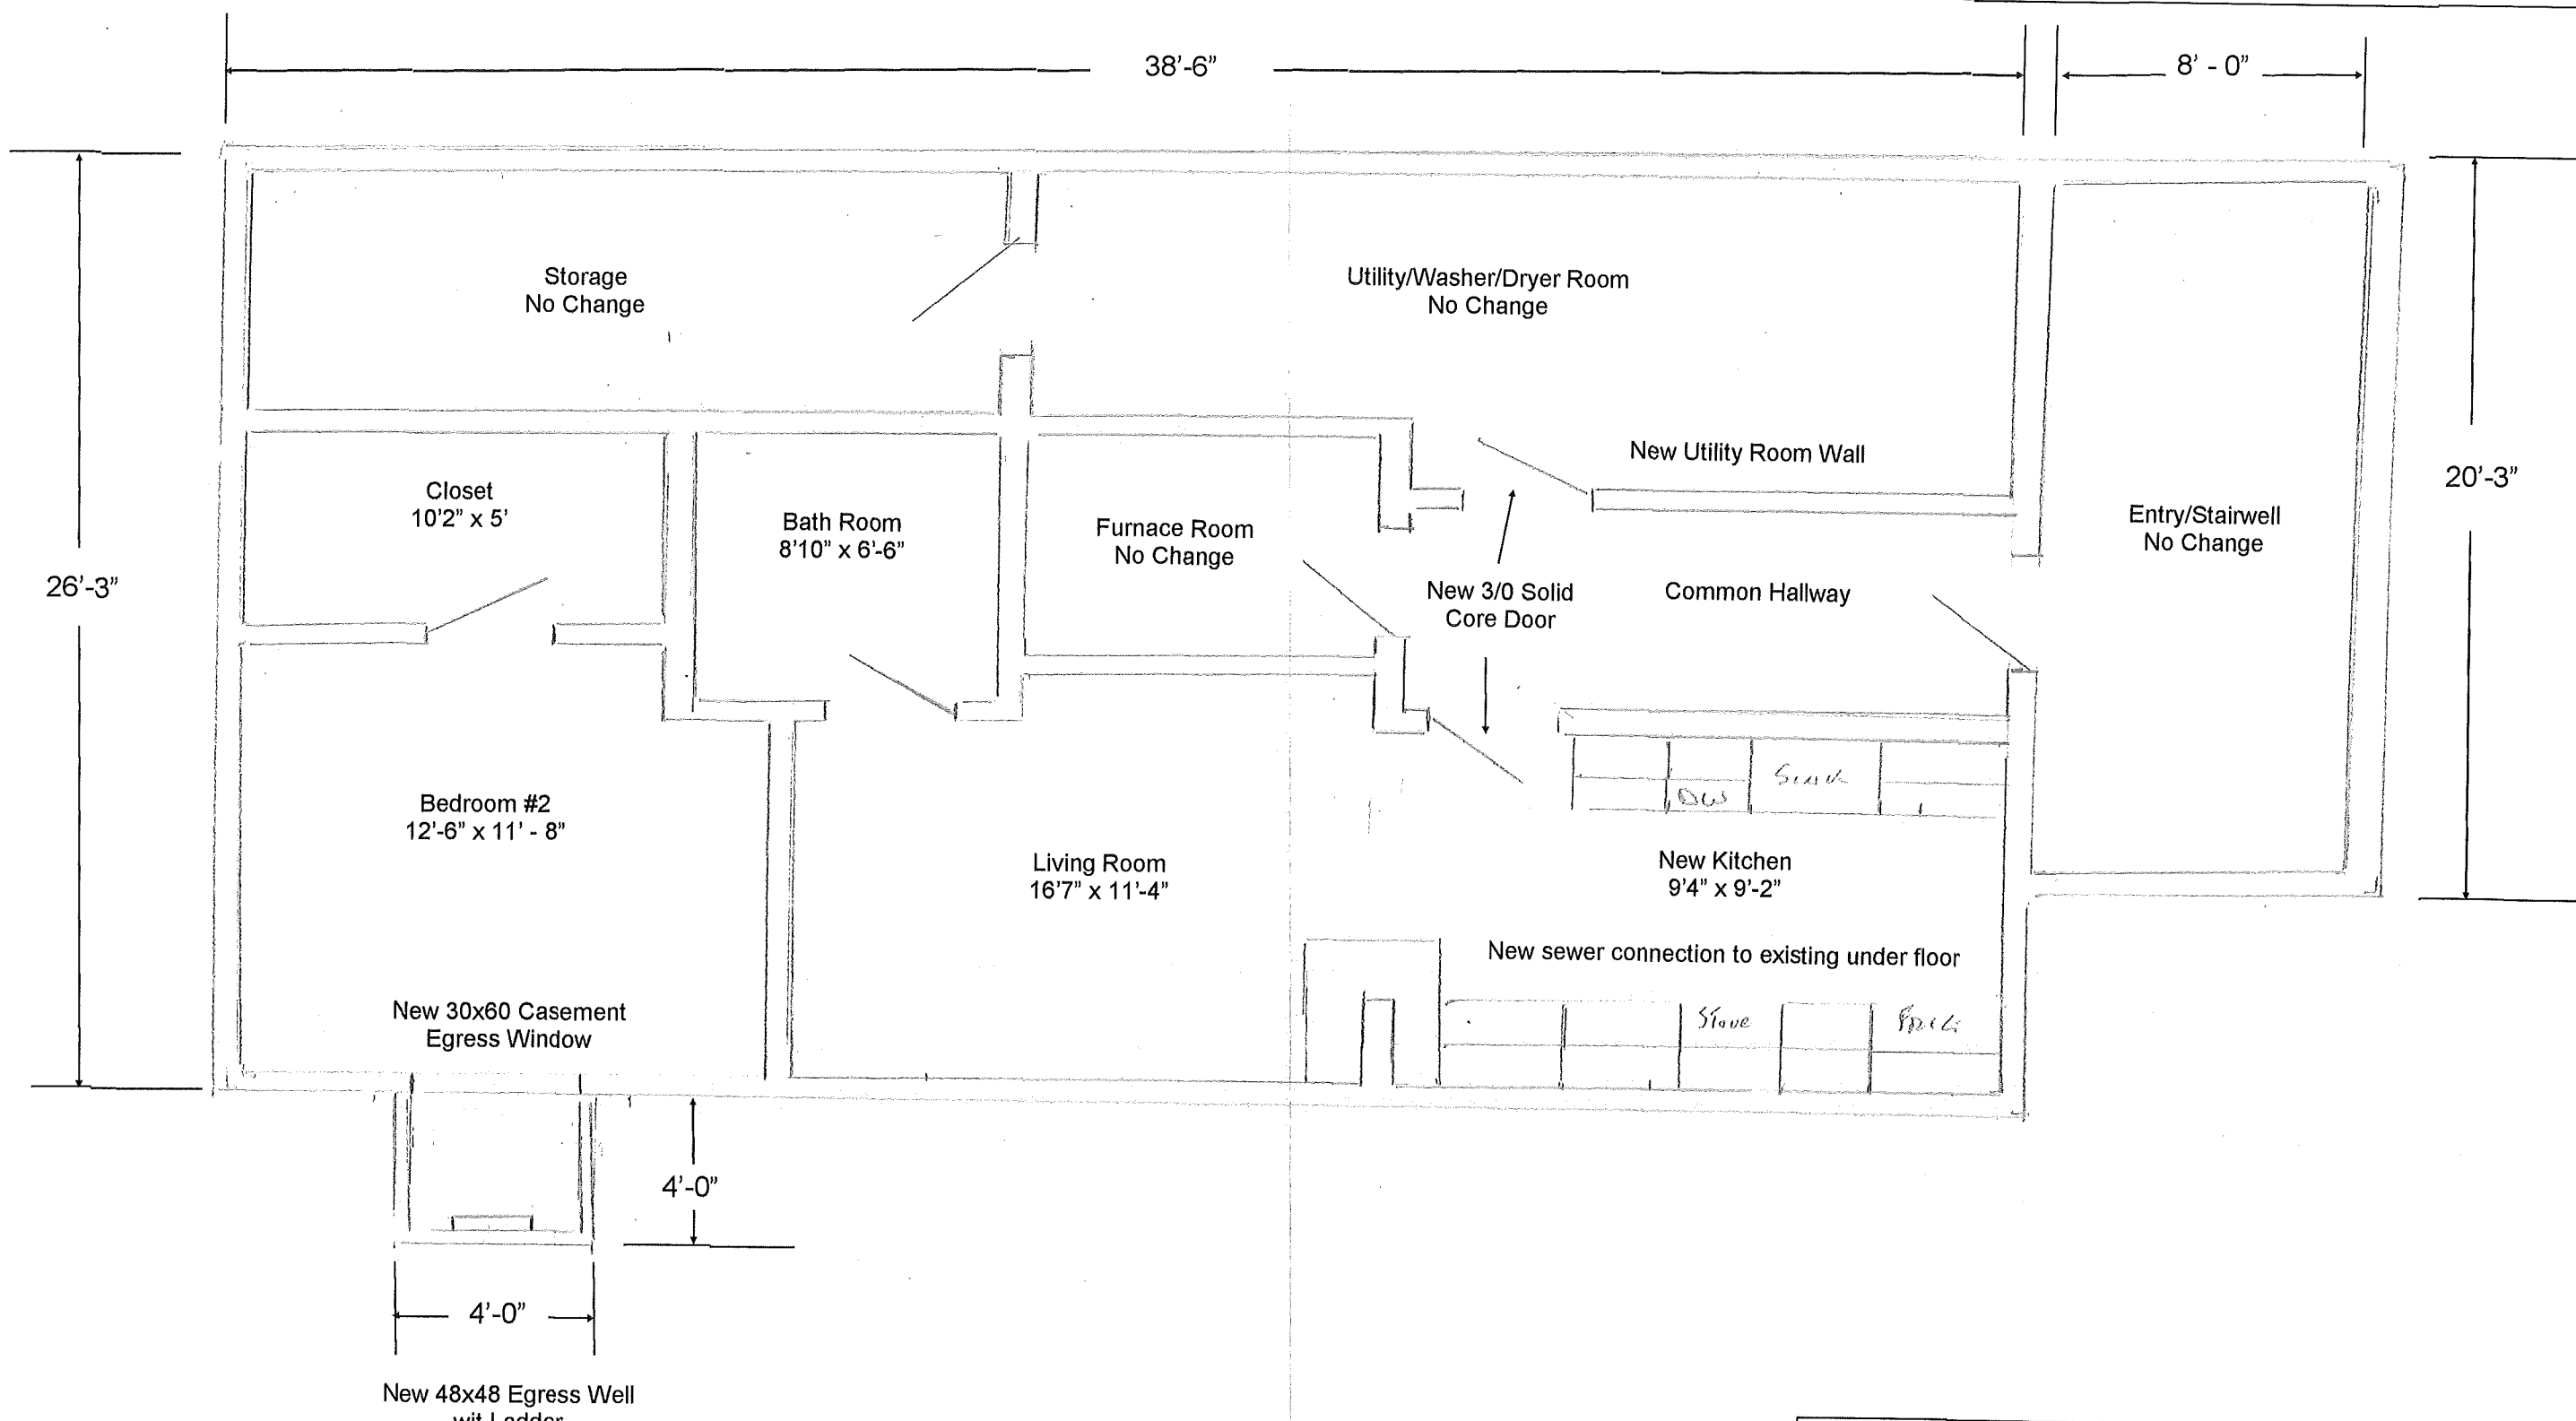 38'-6"
8' - 0"
Storage
No Change
Utility/Washer/Dryer Room
No Change
New Utility Room Wall
20'-3"
Closet
10'2" x 5'
Bath Room
8'10" x 6'-6"
Furnace Room
No Change
Entry/Stairwell
No Change
26'-3"
New 3/0 Solid
Core Door
Common Hallway
Sink
DW
Bedroom #2
12'-6" x 11' - 8"
Living Room
16'7" x 11'-4"
New Kitchen
9'4" x 9'-2"
New sewer connection to existing under floor
New 30x60 Casement
Egress Window
Stove
4'-0"
4'-0"
New 48x48 Egress Well
wit Ladder